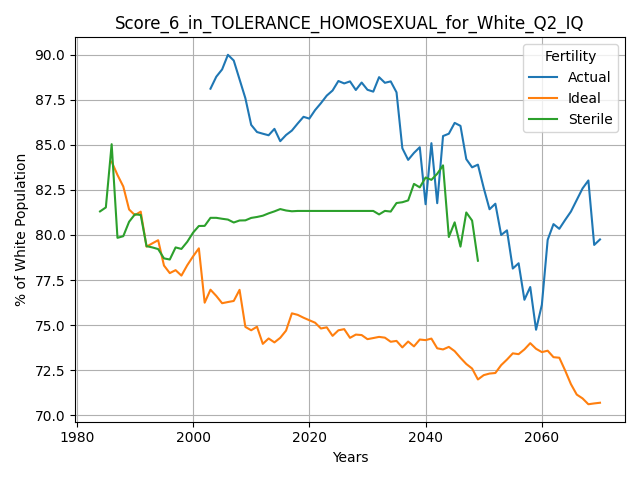 Score_6_in_TOLERANCE_HOMOSEXUAL_for_White_Q2_IQ
Fertility
Actual
Ideal
Sterile
% of White Population
90.0
87.5
85.0
82.5
80.0
77.5
75.0
72.5
70.0
1980
2000
2020
2040
2060
Years